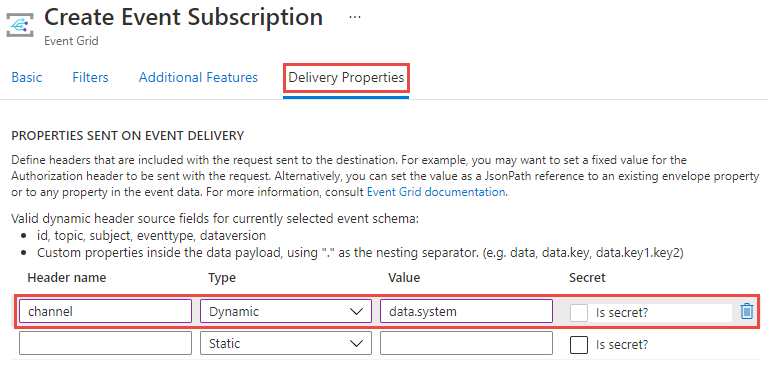 Create Event Subscription ...
Event Grid
Basic Filters Additional Features Delivery Properties
PROPERTIES SENT ON EVENT DELIVERY
Define headers that are included with the request sent to the destination. For example, you may want to set a fixed value for the
Authorization header to be sent with the request. Alternatively, you can set the value as a JsonPath reference to an existing envelope property
or to any property in the event data. For more information, consult Event Grid documentation.
Valid dynamic header source fields for currently selected event schema:
• id, topic, subject, eventtype, dataversion
• Custom properties inside the data payload, using "." as the nesting separator. (e.g. data, data.key, data.key1.key2)
Header name Type Value Secret
channel Dynamic data.system Is secret?
Static Is secret?